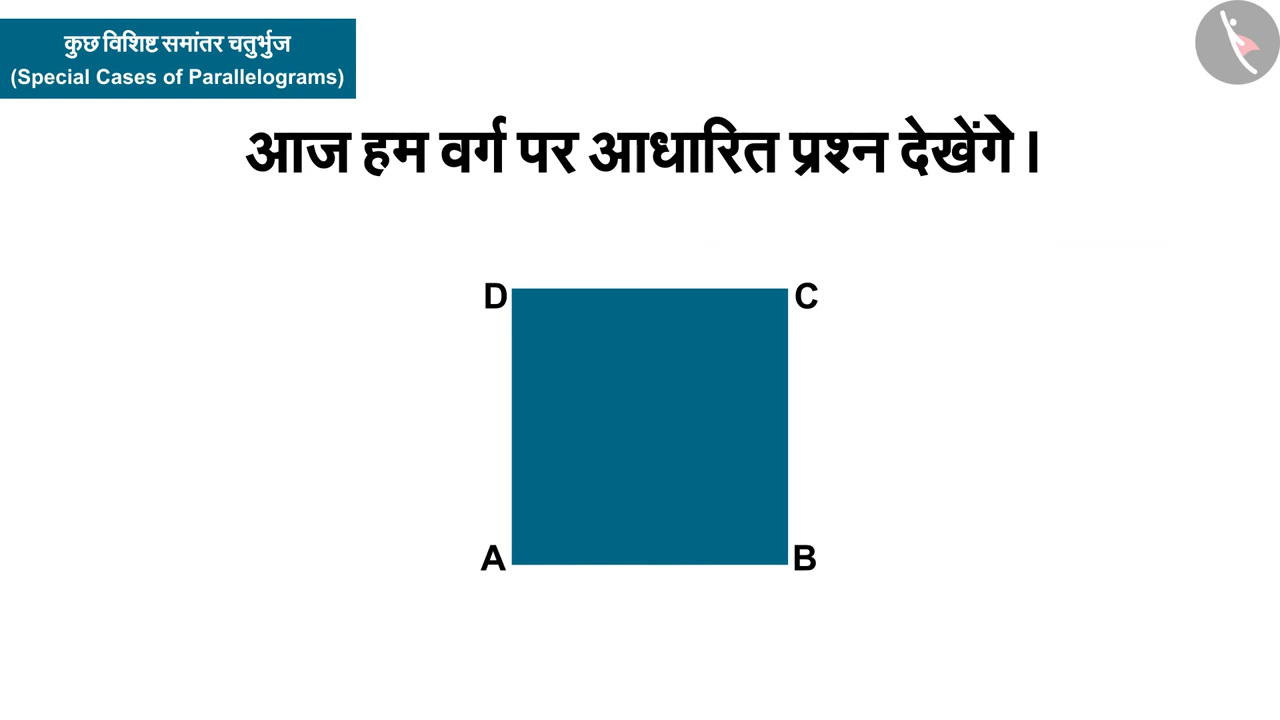 कुछ विशिष्ट समांतर चतुर्भुज
(Special Cases of Parallelograms)
आज हम वर्ग पर आधारित प्रश्न देखेंगे।
D C
A B